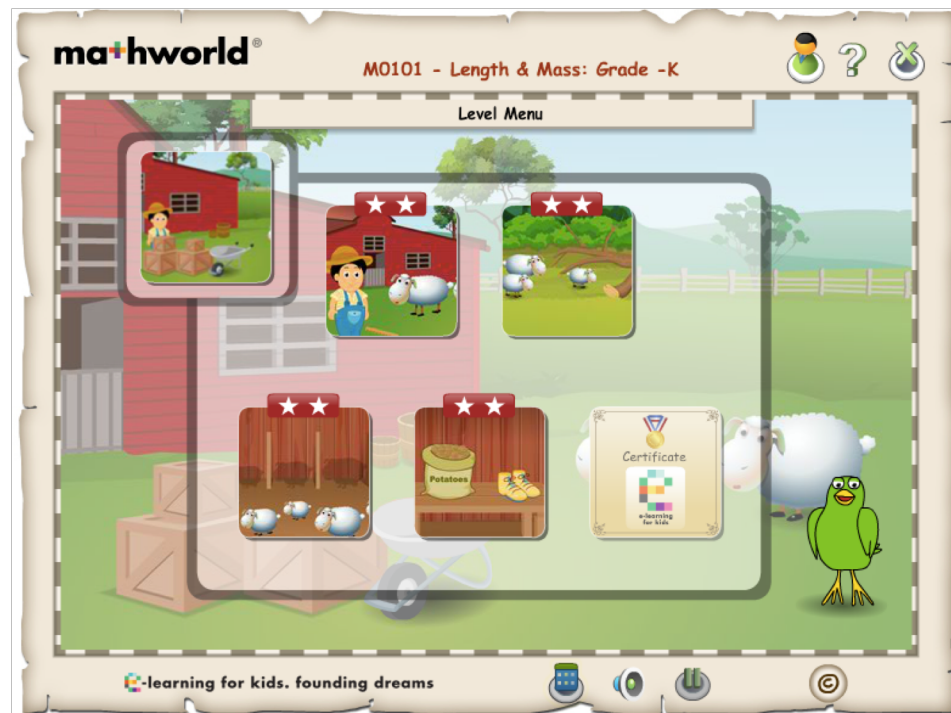 mathworld®
M0101 - Length & Mass: Grade -K
?
Level Menu
Potatoes
Certificate
e-learning
for kids
e-learning for kids. founding dreams
©